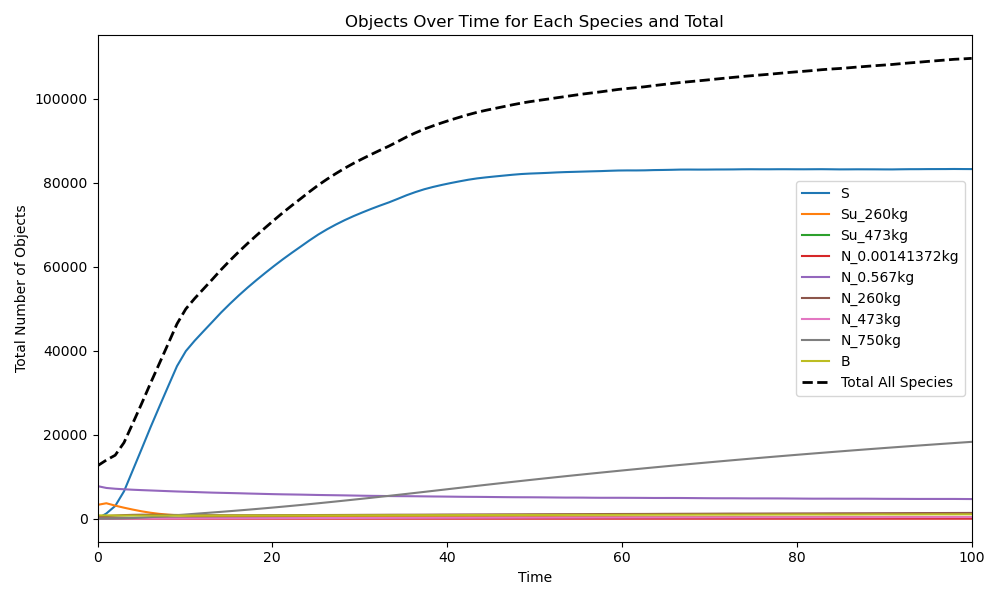 Objects Over Time for Each Species and Total
Total Number of Objects
100000
80000
60000
40000
20000
0
S
Su_260kg
Su_473kg
N_0.00141372kg
N_0.567kg
N_260kg
N_473kg
N_750kg
B
Total All Species
0 20 40 60 80 100
Time